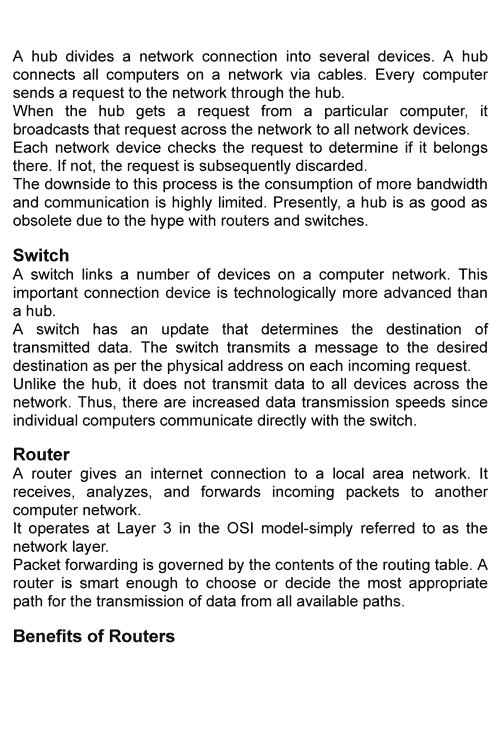 A hub divides a network connection into several devices. A hub
connects all computers on a network via cables. Every computer
sends a request to the network through the hub.
When the hub gets a request from a particular computer, it
broadcasts that request across the network to all network devices.
Each network device checks the request to determine if it belongs
there. If not, the request is subsequently discarded.
The downside to this process is the consumption of more bandwidth
and communication is highly limited. Presently, a hub is as good as
obsolete due to the hype with routers and switches.
Switch
A switch links a number of devices on a computer network. This
important connection device is technologically more advanced than
a hub.
A switch has an update that determines the destination of
transmitted data. The switch transmits a message to the desired
destination as per the physical address on each incoming request.
Unlike the hub, it does not transmit data to all devices across the
network. Thus, there are increased data transmission speeds since
individual computers communicate directly with the switch.
Router
A router gives an internet connection to a local area network. It
receives, analyzes, and forwards incoming packets to another
computer network.
It operates at Layer 3 in the OSI model-simply referred to as the
network layer.
Packet forwarding is governed by the contents of the routing table. A
router is smart enough to choose or decide the most appropriate
path for the transmission of data from all available paths.
Benefits of Routers